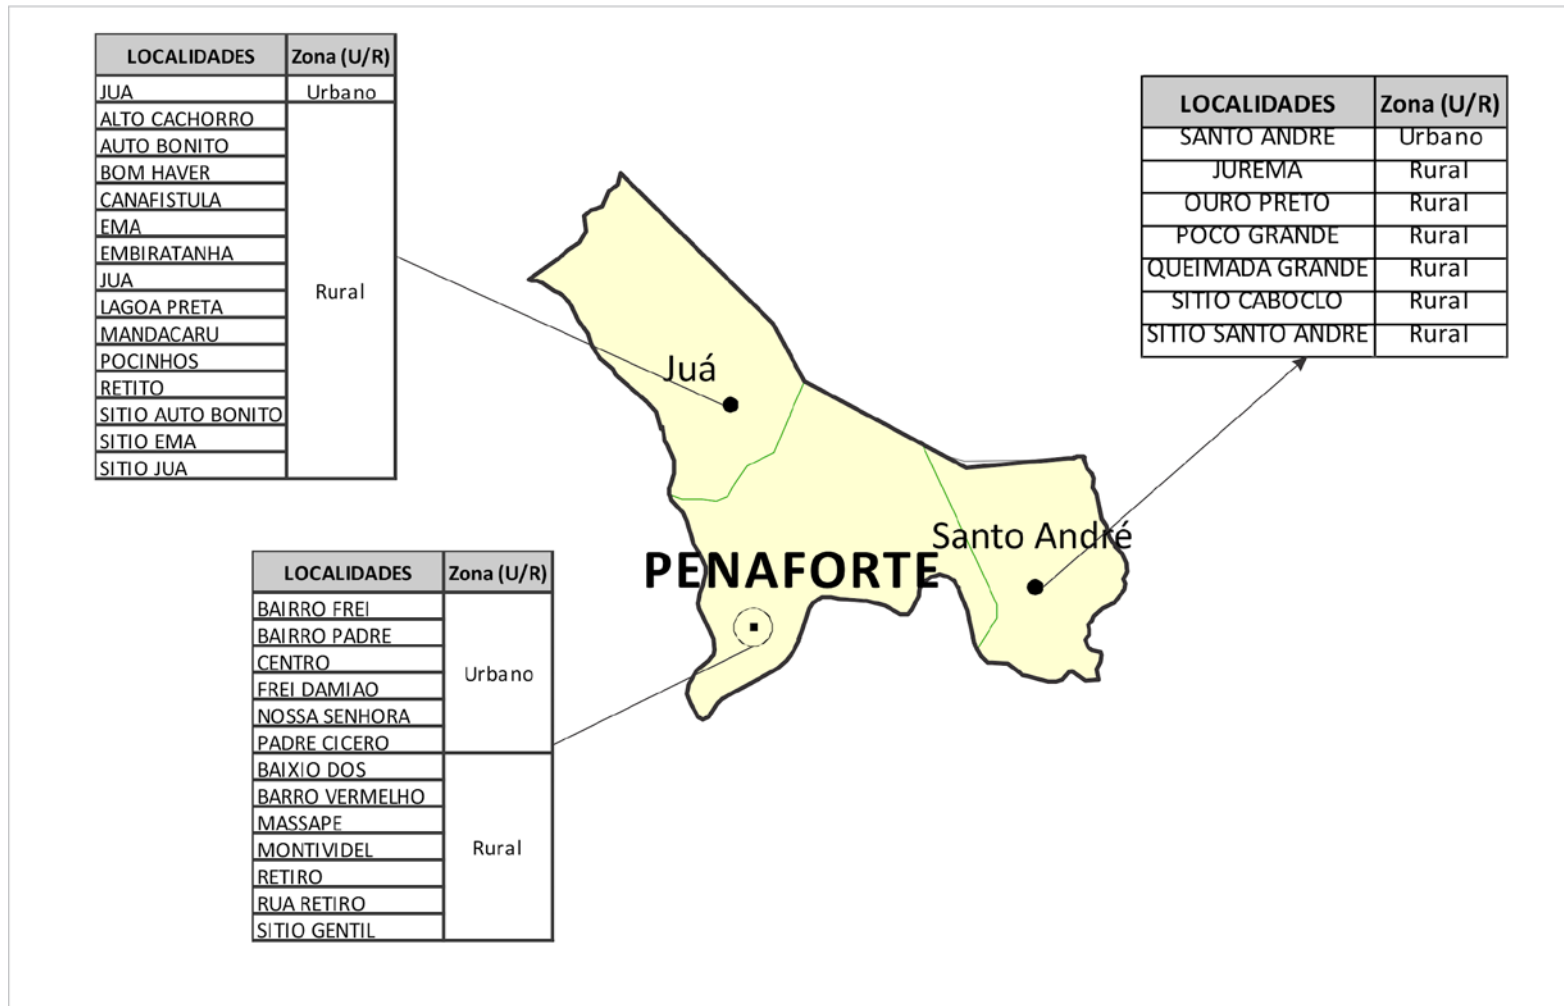 LOCALIDADES Zona (U/R)
JUA Urbano
ALTO CACHORRO
AUTO BONITO
BOM HAVER
CANAFISTULA
EMA
EMBIRATANHA
JUA
Rural
LAGOA PRETA
MANDACARU
POCINHOS
RETITO
SITIO AUTO BONITO
SITIO EMA
SITIO JUA
LOCALIDADES Zona (U/R)
SANTO ANDRE Urbano
JUREMA Rural
OURO PRETO Rural
POCO GRANDE Rural
QUEIMADA GRANDE Rural
SITIO CABOCLO Rural
SITIO SANTO ANDRE Rural
Juá
Santo André
PENAFORTE
LOCALIDADES Zona (U/R)
BAIRRO FREI
BAIRRO PADRE
CENTRO
Urbano
FREI DAMIAO
NOSSA SENHORA
PADRE CICERO
BAIXIO DOS
BARRO VERMELHO
MASSAPE
MONTIVIDEL Rural
RETIRO
RUA RETIRO
SITIO GENTIL